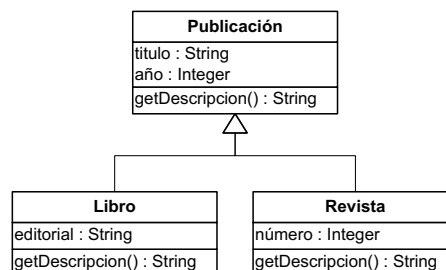 Publicación
titulo : String
año : Integer
getDescripcion() : String
Libro
editorial : String
getDescripcion() : String
Revista
número : Integer
getDescripcion() : String